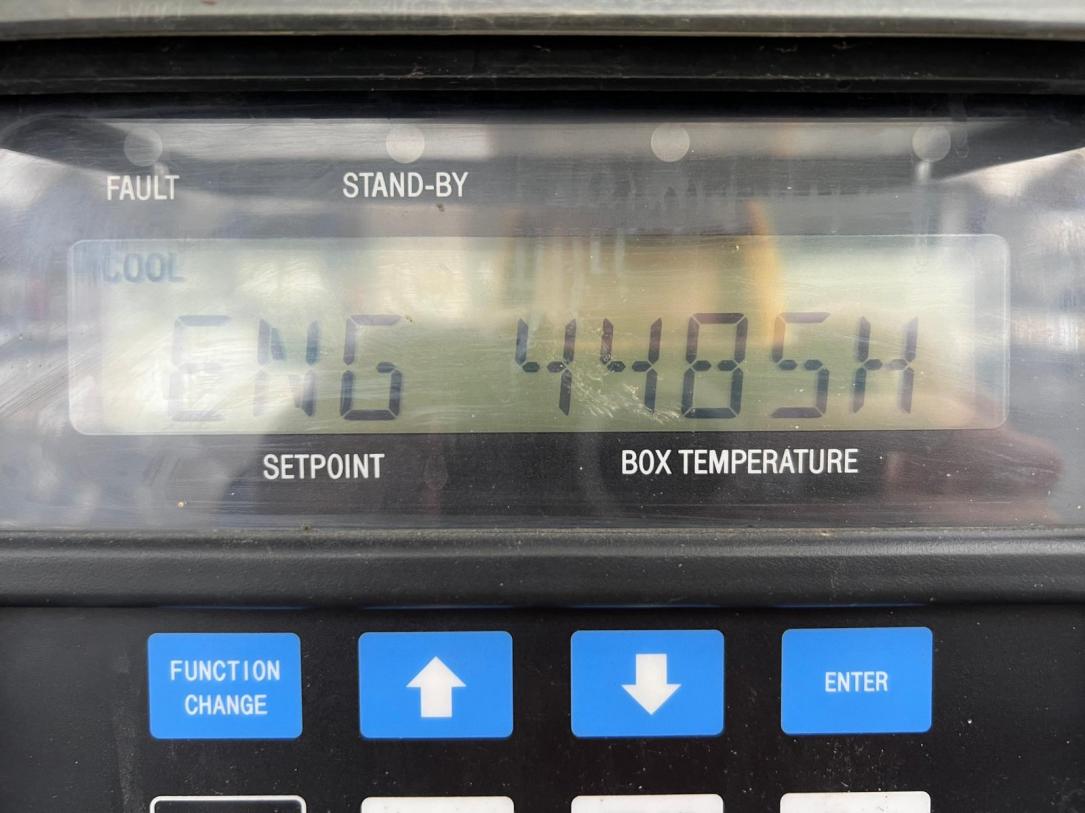 FAULT STAND-BY
COOL
ENG 4485H
SETPOINT BOX TEMPERATURE
FUNCTION CHANGE
ENTER